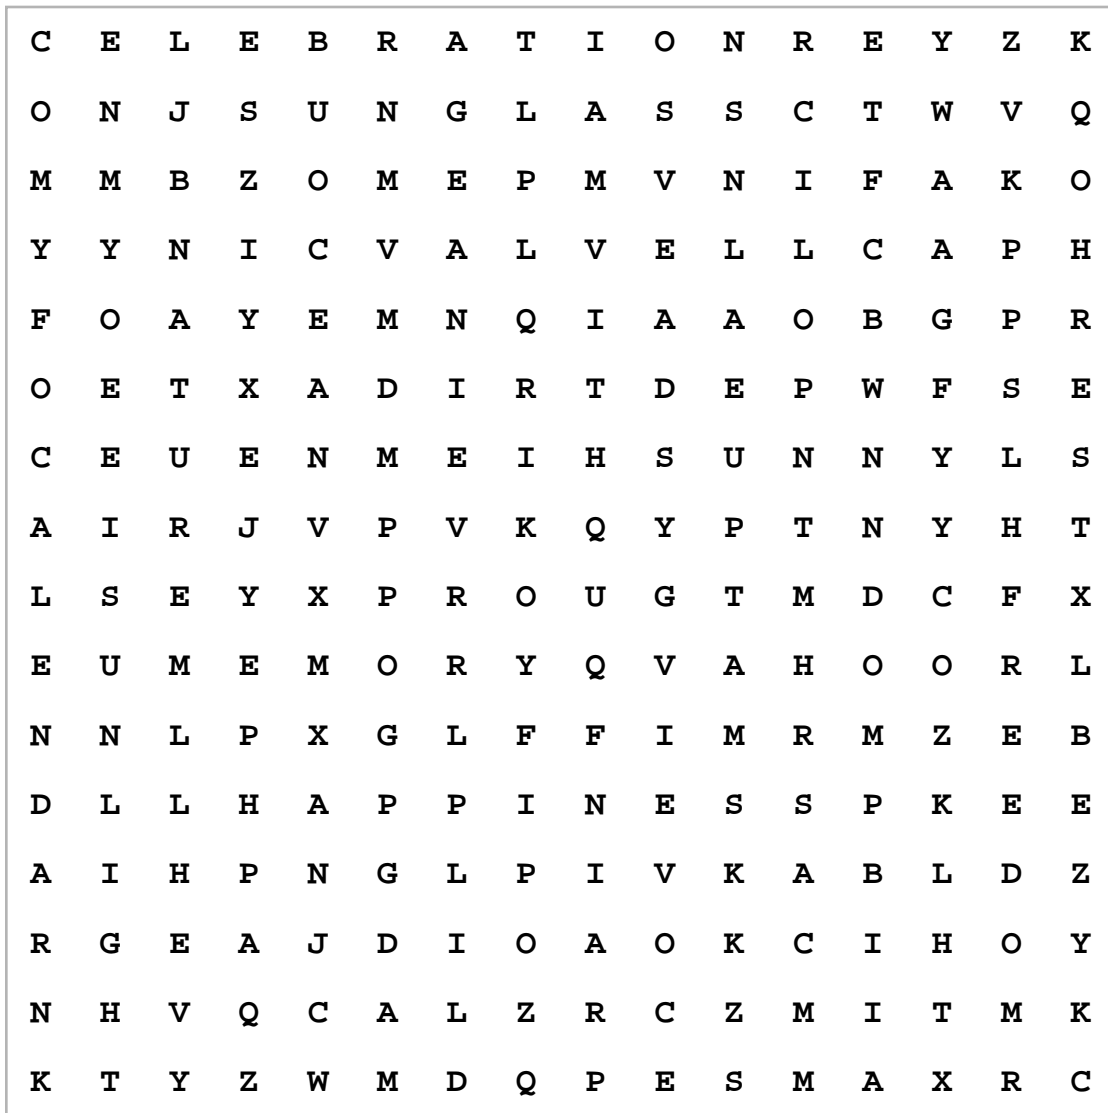 C E L E B R A T I O N R E Y Z K
O N J S U N G L A S S C T W V Q
M M B Z O M E P M V N I F A K O
Y Y N I C V A L V E L L C A P H
F O A Y E M N Q I A A O B G P R
O E T X A D I R T D E P W F S E
C E U E N M E I H S U N N Y L S
A I R J V P V K Q Y P T N Y H T
L S E Y X P R O U G T M D C F X
E U M E M O R Y Q V A H O O R L
N N L P X G L F F I M R M Z E B
D L L H A P P I N E S S P K E E
A I H P N G L P I V K A B L D Z
R G E A J D I O A O K C I H O Y
N H V Q C A L Z R C Z M I T M K
K T Y Z W M D Q P E S M A X R C